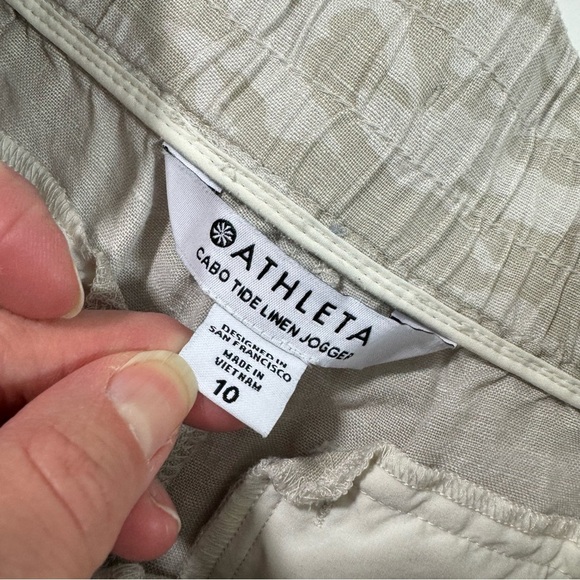 ATHLETA
CABO TIDE LINEN JOGGER
DESIGNED IN
SAN FRANCISCO
MADE IN
VIETNAM
10